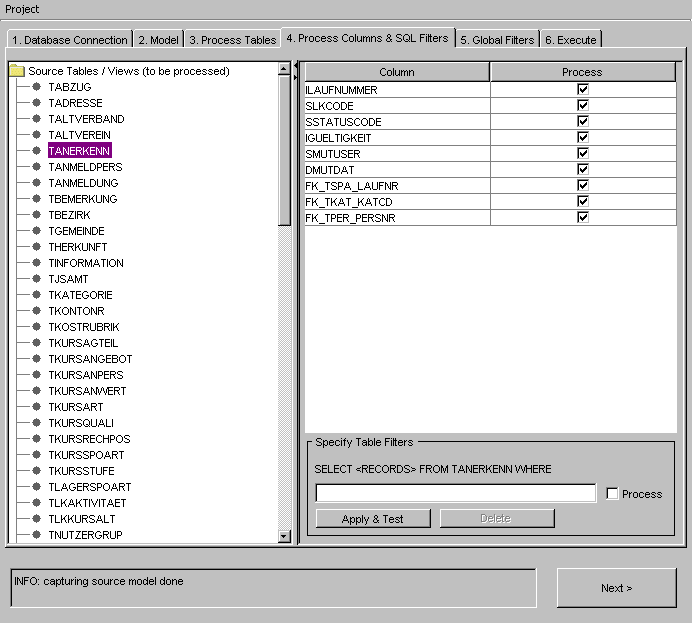 Project
1. Database Connection
2. Model
3. Process Tables
4. Process Columns & SQL Filters
5. Global Filters
6. Execute
Source Tables / Views (to be processed)
TABZUG
TADRESSE
TALTVERBAND
TALTVEREIN
TANERKENN
TANMELDPERS
TANMELDUNG
TBEMERKUNG
TBEZIRK
TGEMEINDE
THERKUNFT
TINFORMATION
TJSAMT
TKATEGORIE
TKONTONR
TKOSTRUBRIK
TKURSAGTEIL
TKURSANGEBOT
TKURSANPERS
TKURSANWERT
TKURSART
TKURSQUALI
TKURSRECHPOS
TKURSSPOART
TKURSSTUFE
TLAGERSPOART
TLKAKTIVITAET
TLKKURSALT
TNUTZERGRUP
Column Process
ILAUFNUMMER
SLKCODE
SSTATUSCODE
IGUELTIGKEIT
SMUTUSER
DMUTDAT
FK_TSPA_LAUFNR
FK_TKAT_KATCD
FK_TPER_PERSNR
Specify Table Filters
SELECT <RECORDS> FROM TANERKENN WHERE
Process
Apply & Test
Delete
INFO: capturing source model done
Next >